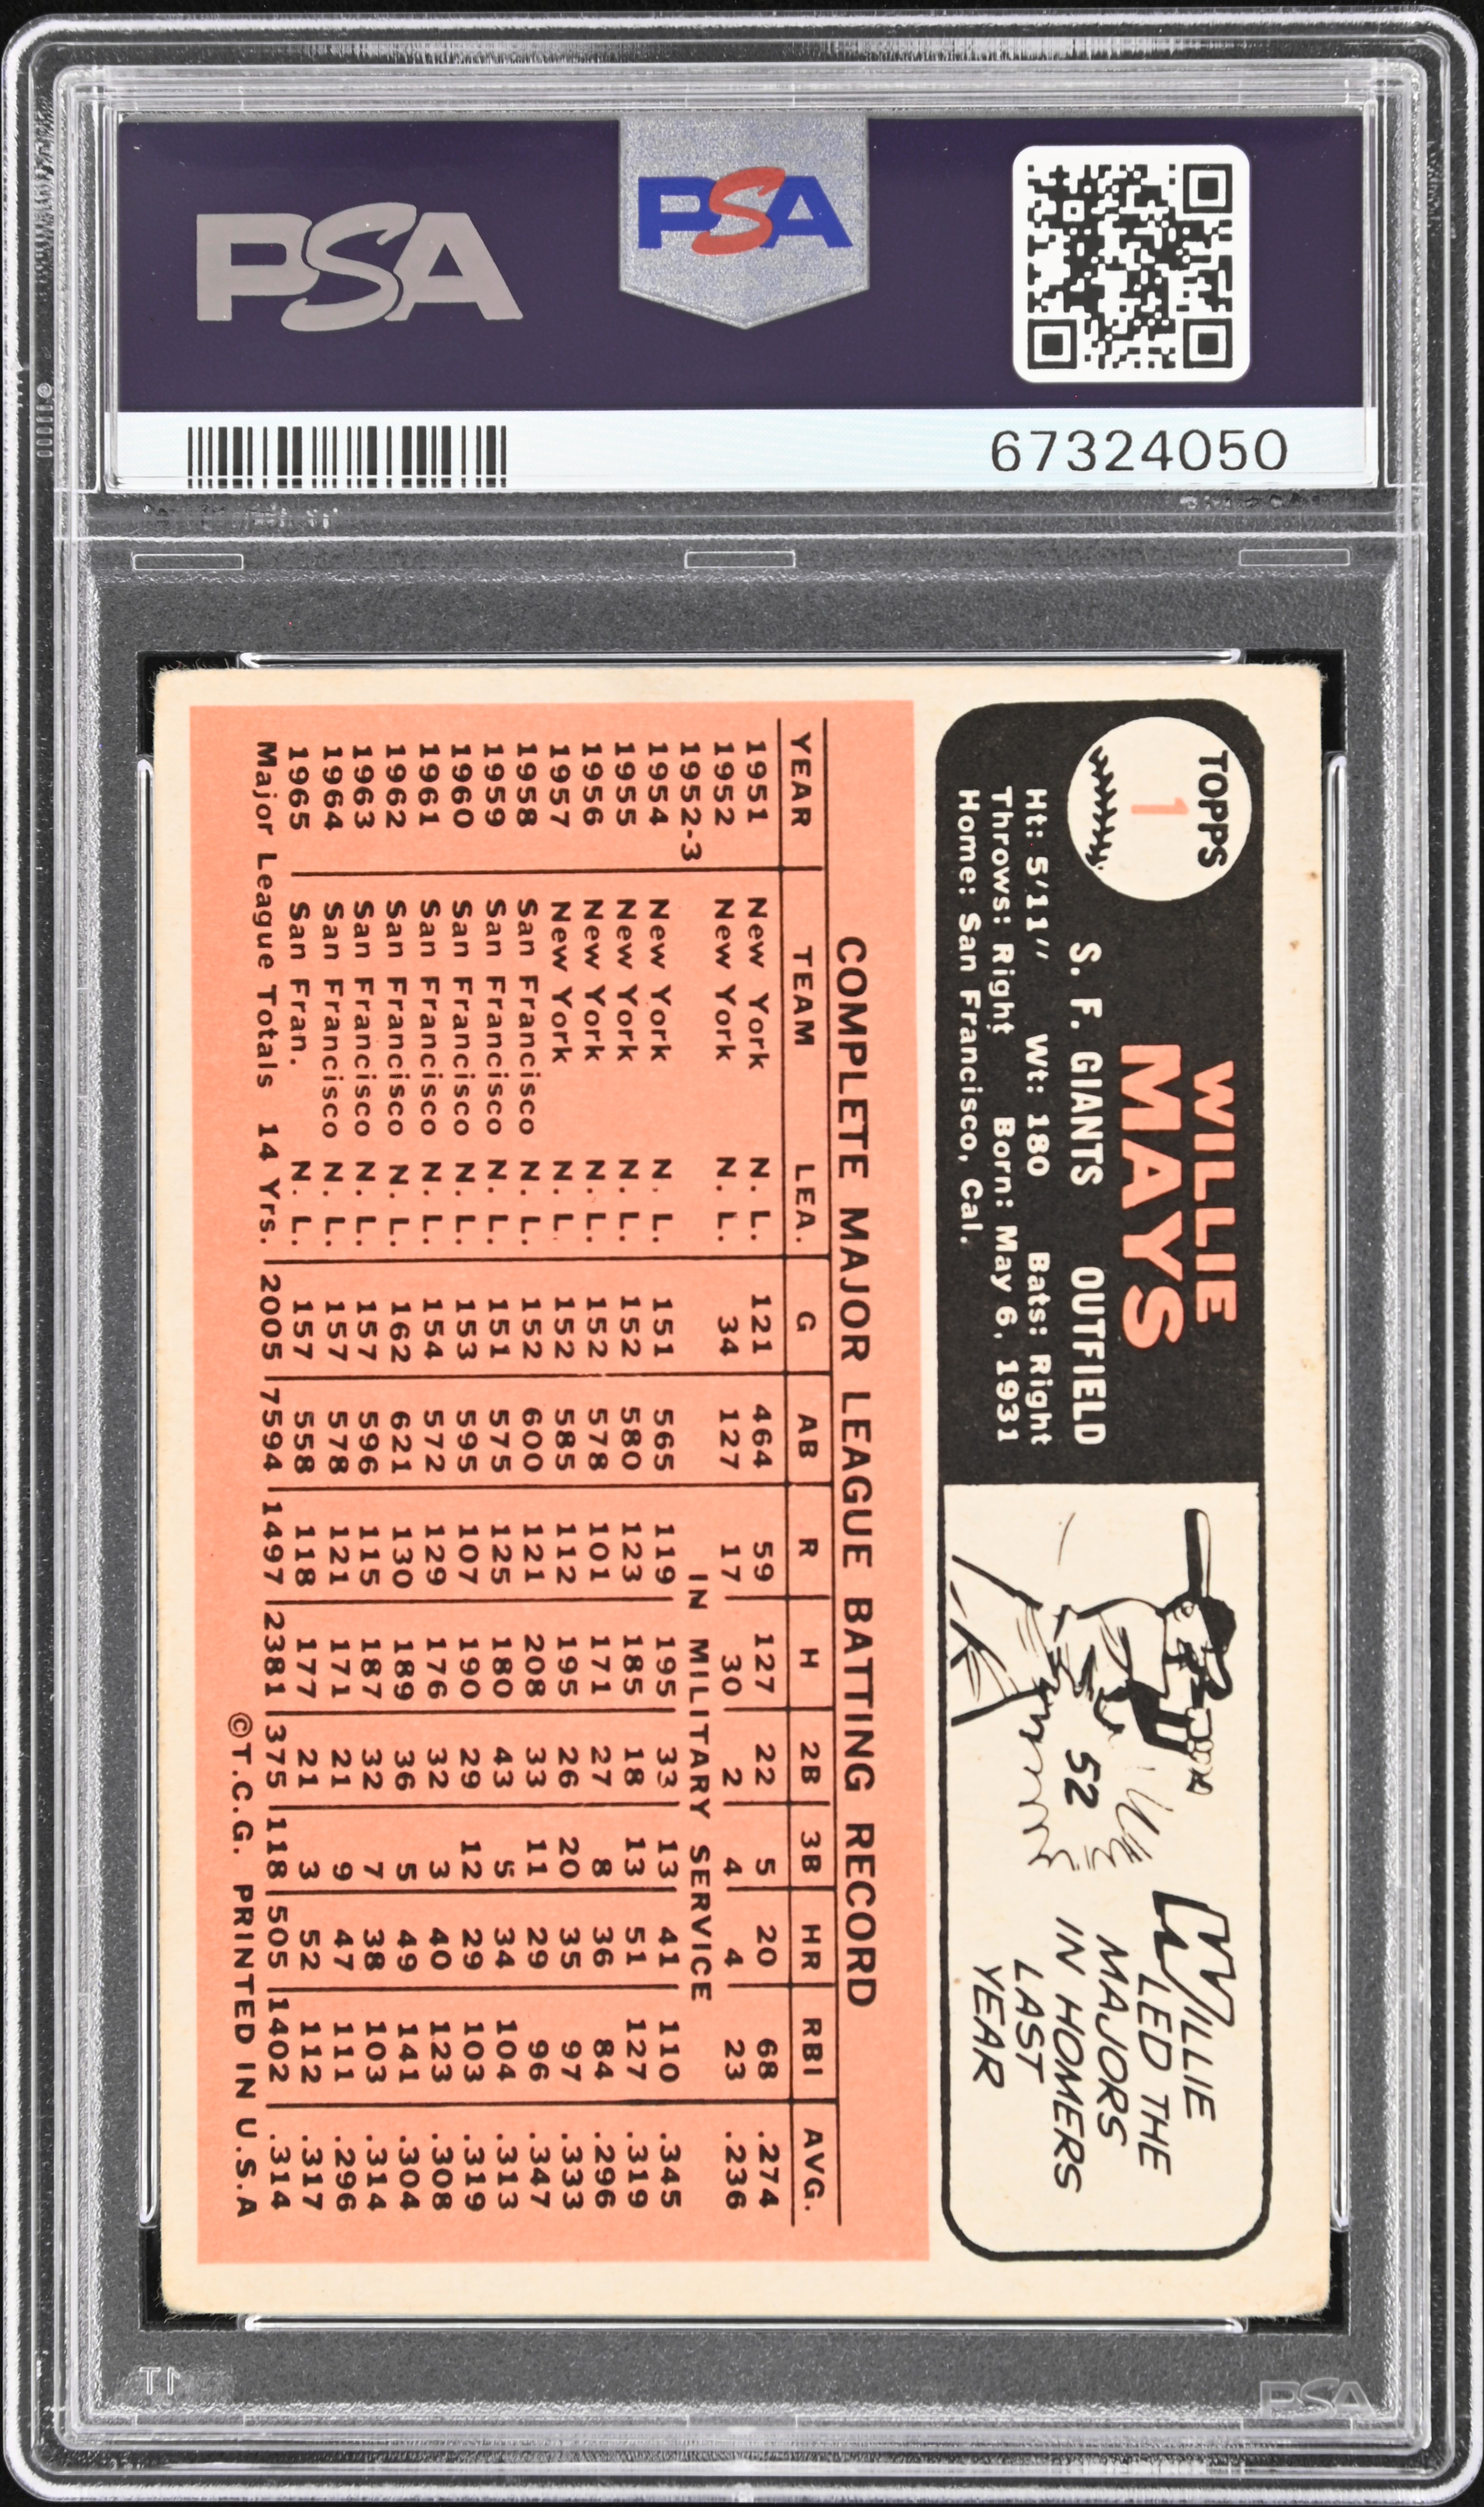 PSA
PSA
67324050
TOPPS
1
WILLIE
MAYS
S. F. GIANTS OUTFIELD
Ht: 5'11" Wt: 180 Bats: Right
Throws: Right Born: May 6, 1931
Home: San Francisco, Cal.
52
WILLIE
LED THE
MAJORS
IN HOMERS
LAST
YEAR
COMPLETE MAJOR LEAGUE BATTING RECORD
YEAR TEAM LEA. G AB R H 2B 3B HR RBI AVG.
1951 New York N. L. 121 464 59 127 22 5 20 68 .274
1952 New York N. L. 34 127 17 30 2 4 4 23 .236
1952-3 IN MILITARY SERVICE
1954 New York N. L. 151 565 119 195 33 13 41 110 .345
1955 New York N. L. 152 580 123 185 18 13 51 127 .319
1956 New York N. L. 152 578 101 171 27 8 36 84 .296
1957 New York N. L. 152 585 112 195 26 20 35 97 .333
1958 San Francisco N. L. 152 600 121 208 33 11 29 96 .347
1959 San Francisco N. L. 151 575 125 180 43 5 34 104 .313
1960 San Francisco N. L. 153 595 107 190 29 12 29 103 .319
1961 San Francisco N. L. 154 572 129 176 32 3 40 123 .308
1962 San Francisco N. L. 162 621 130 189 36 5 49 141 .304
1963 San Francisco N. L. 157 596 115 187 32 7 38 103 .314
1964 San Francisco N. L. 157 578 121 171 21 9 47 111 .296
1965 San Fran. N. L. 157 558 118 177 21 3 52 112 .317
Major League Totals 14 Yrs. 2005 7594 1497 2381 375 118 505 1402 .314
©T.C.G. PRINTED IN U.S.A
PSA